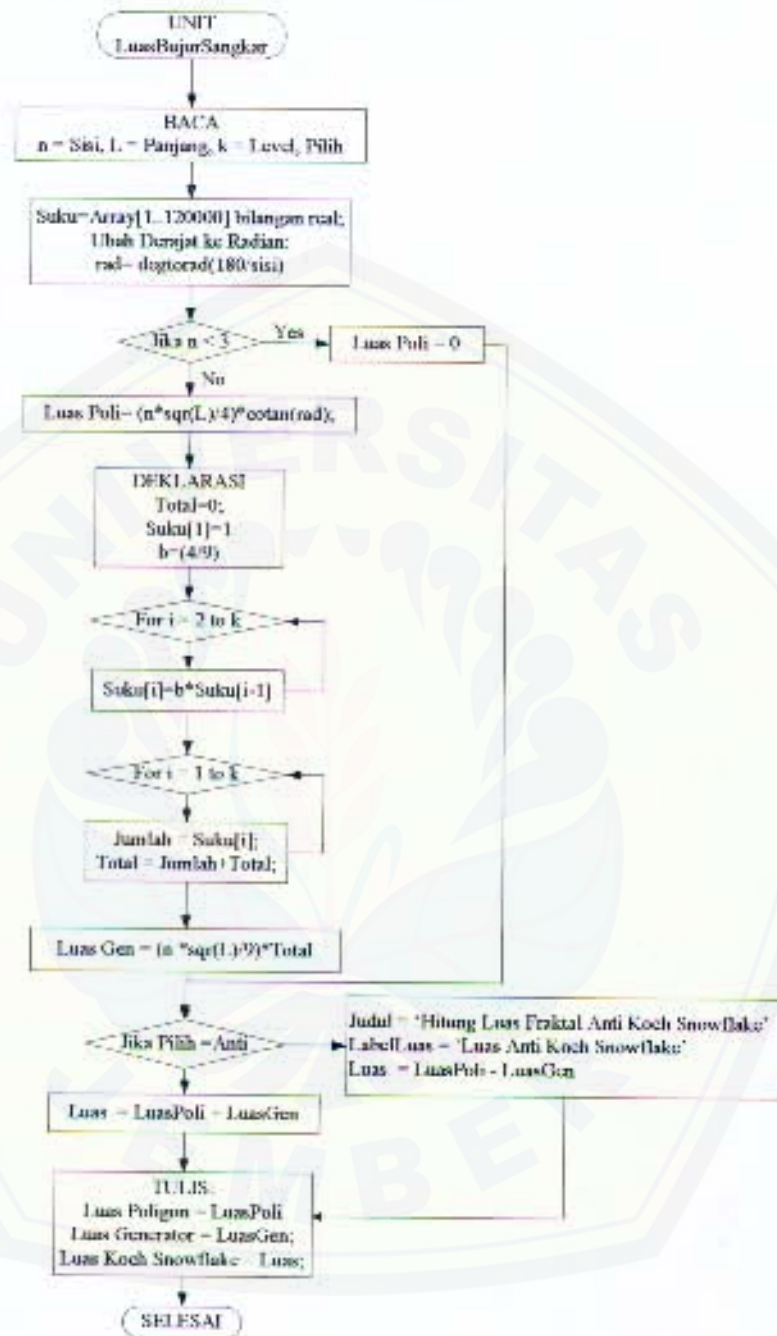 UNIT
LuasBujurSangkar
BACA
n = Sisi, L = Panjang, k = Level, Pilih
Suku=Array[1..120000] bilangan real;
Ubah Derajat ke Radian:
rad= degtorad(180/sisi)
Jika n < 3
Yes
Luas Poli = 0
No
Luas Poli= (n*sqr(L)/4)*cotan(rad);
DEKLARASI
Total=0;
Suku[1]=1
b=(4/9)
For i = 2 to k
Suku[i]=b*Suku[i-1]
For i = 1 to k
Jumlah = Suku[i];
Total = Jumlah+Total;
Luas Gen = (n *sqr(L)/9)*Total
Jika Pilih =Anti
Judul = 'Hitung Luas Fraktal Anti Koch Snowflake'
LabelLuas = 'Luas Anti Koch Snowflake'
Luas = LuasPoli - LuasGen
Luas = LuasPoli + LuasGen
TULIS:
Luas Poligon = LuasPoli
Luas Generator = LuasGen;
Luas Koch Snowflake = Luas;
SELESAI
UNIVERSITAS
JEMBER